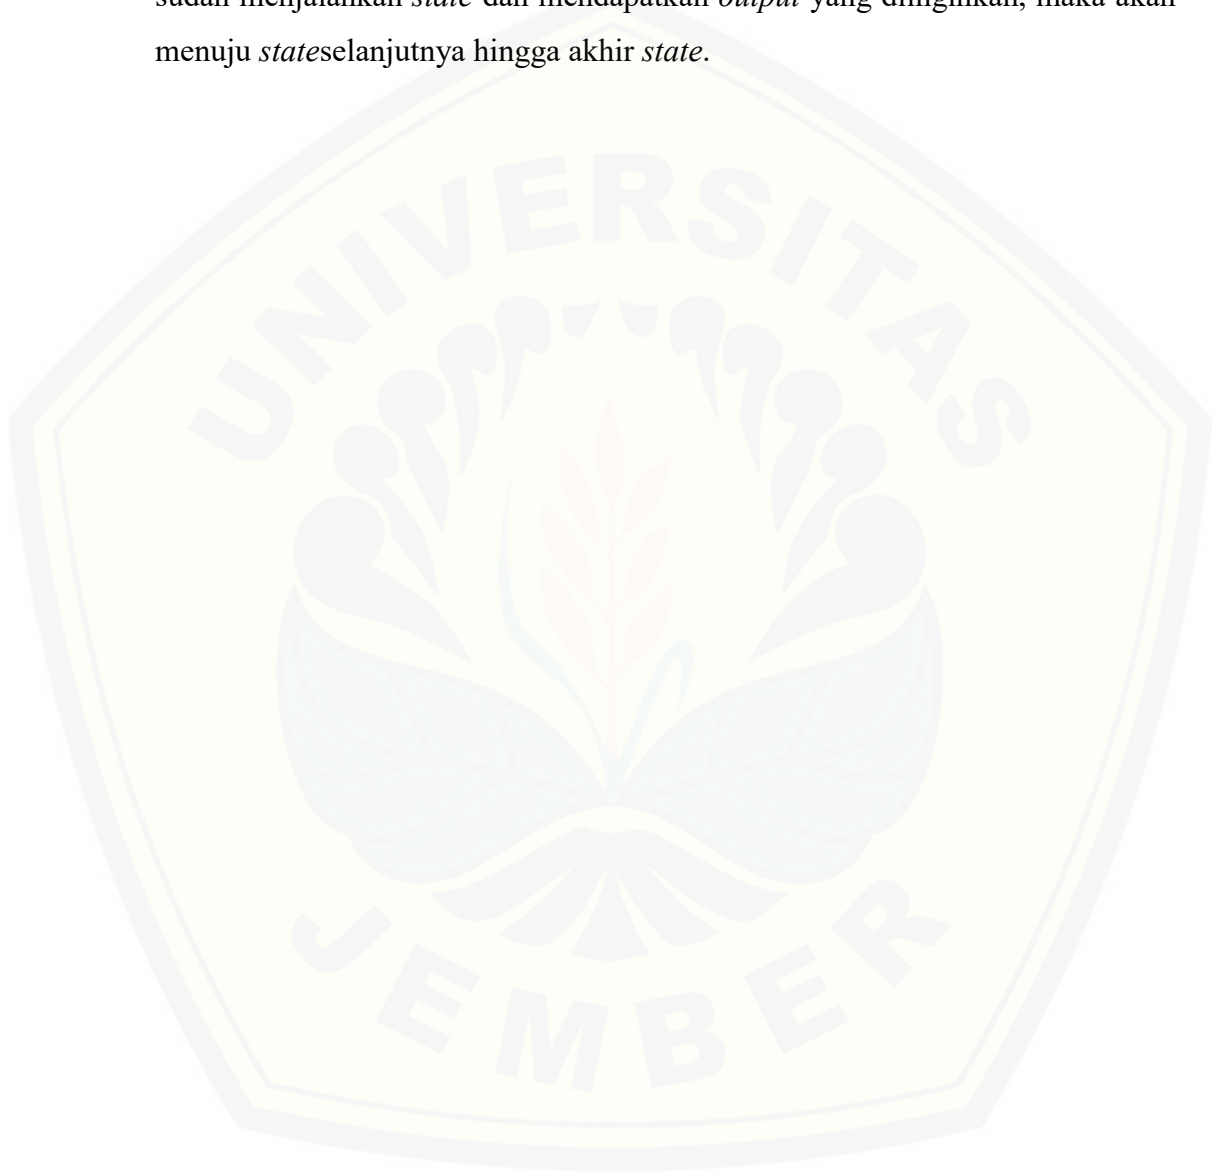 sudah menjalankan state dan mendapatkan output yang diinginkan, maka akan
menuju stateselanjutnya hingga akhir state.
UNIVERSITAS
JEMBER